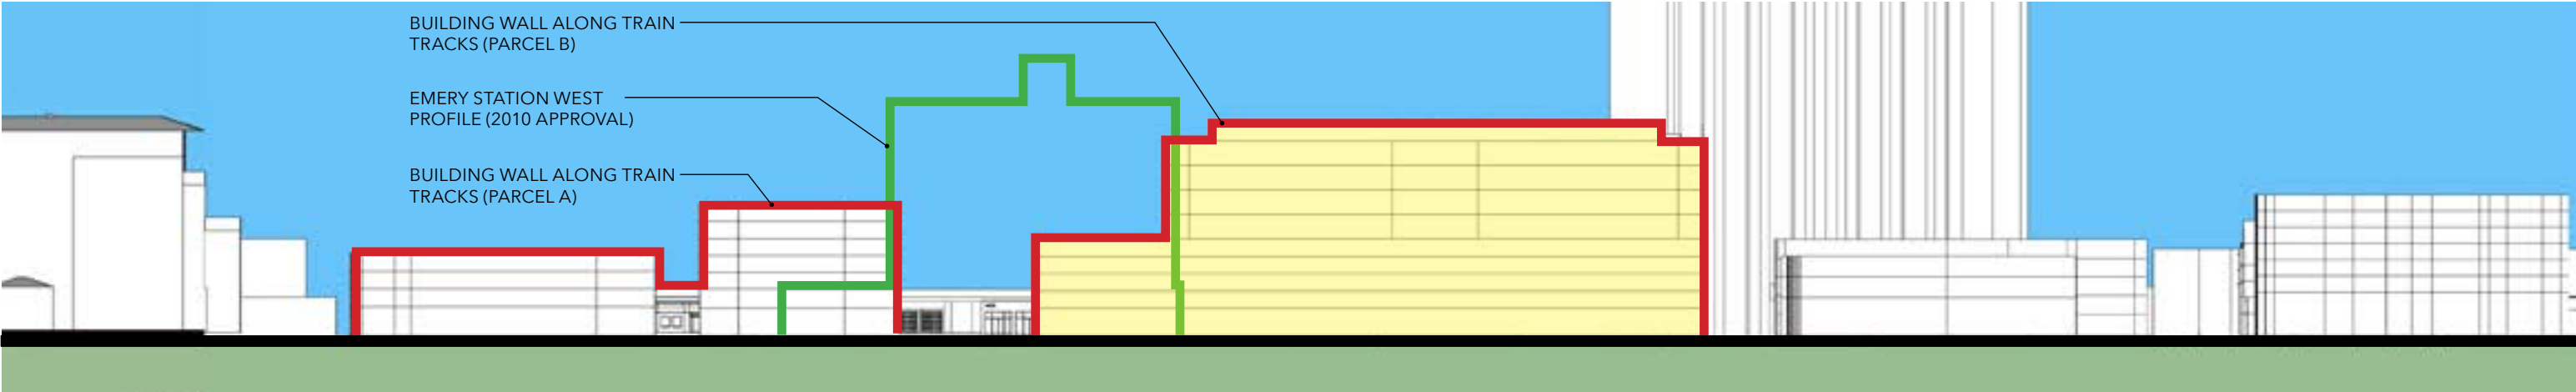 BUILDING WALL ALONG TRAIN
TRACKS (PARCEL B)
EMERY STATION WEST
PROFILE (2010 APPROVAL)
BUILDING WALL ALONG TRAIN
TRACKS (PARCEL A)